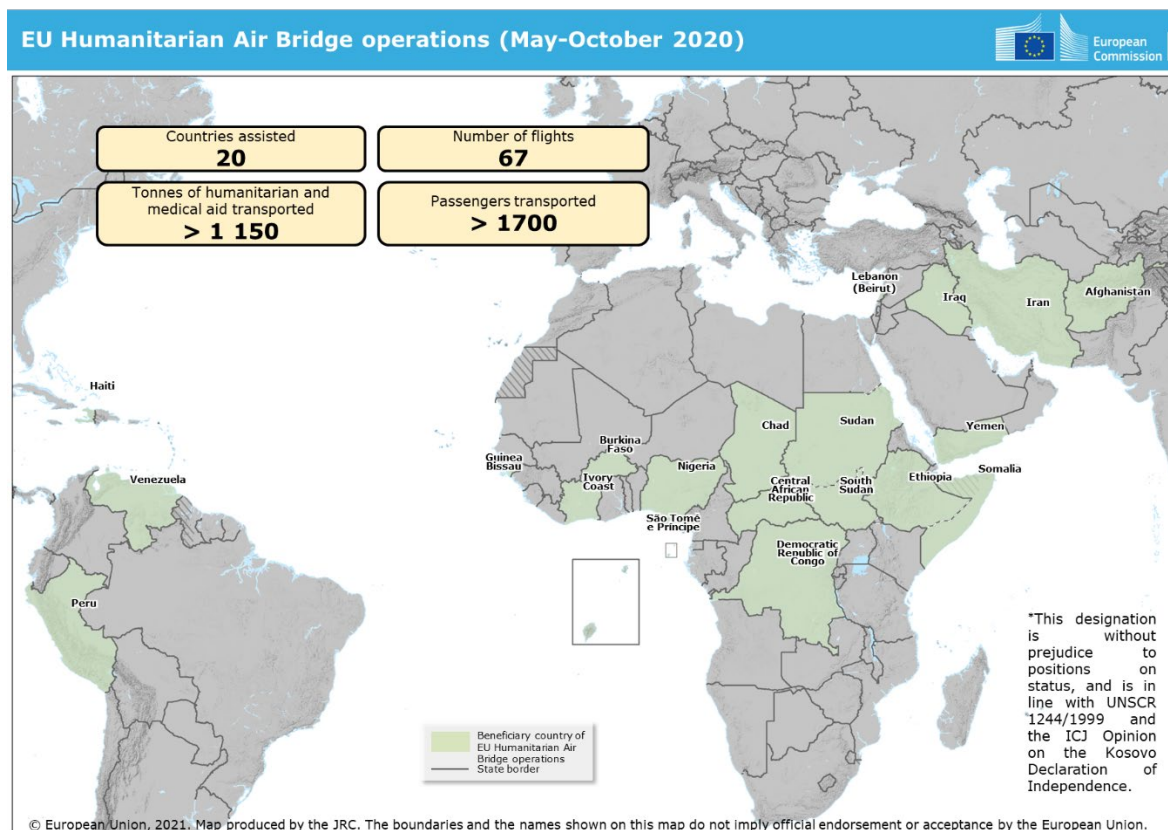 EU Humanitarian Air Bridge operations (May-October 2020)
European
Commission
Countries assisted
20
Number of flights
67
Tonnes of humanitarian and
medical aid transported
> 1 150
Passengers transported
> 1700
Lebanon
(Beirut)
Iraq
Iran
Afghanistan
Haiti
Venezuela
Peru
Guinea
Bissau
Burkina
Faso
Ivory
Coast
Nigeria
Chad
Sudan
Yemen
Somalia
Ethiopia
South
Sudan
Central
African
Republic
São Tomé
e Príncipe
Democratic
Republic of
Congo
*This designation
is without
prejudice to
positions on
status, and is in
line with UNSCR
1244/1999 and
the ICJ Opinion
on the Kosovo
Declaration of
Independence.
Beneficiary country of
EU Humanitarian Air
Bridge operations
State border
© European Union, 2021. Map produced by the JRC. The boundaries and the names shown on this map do not imply official endorsement or acceptance by the European Union.